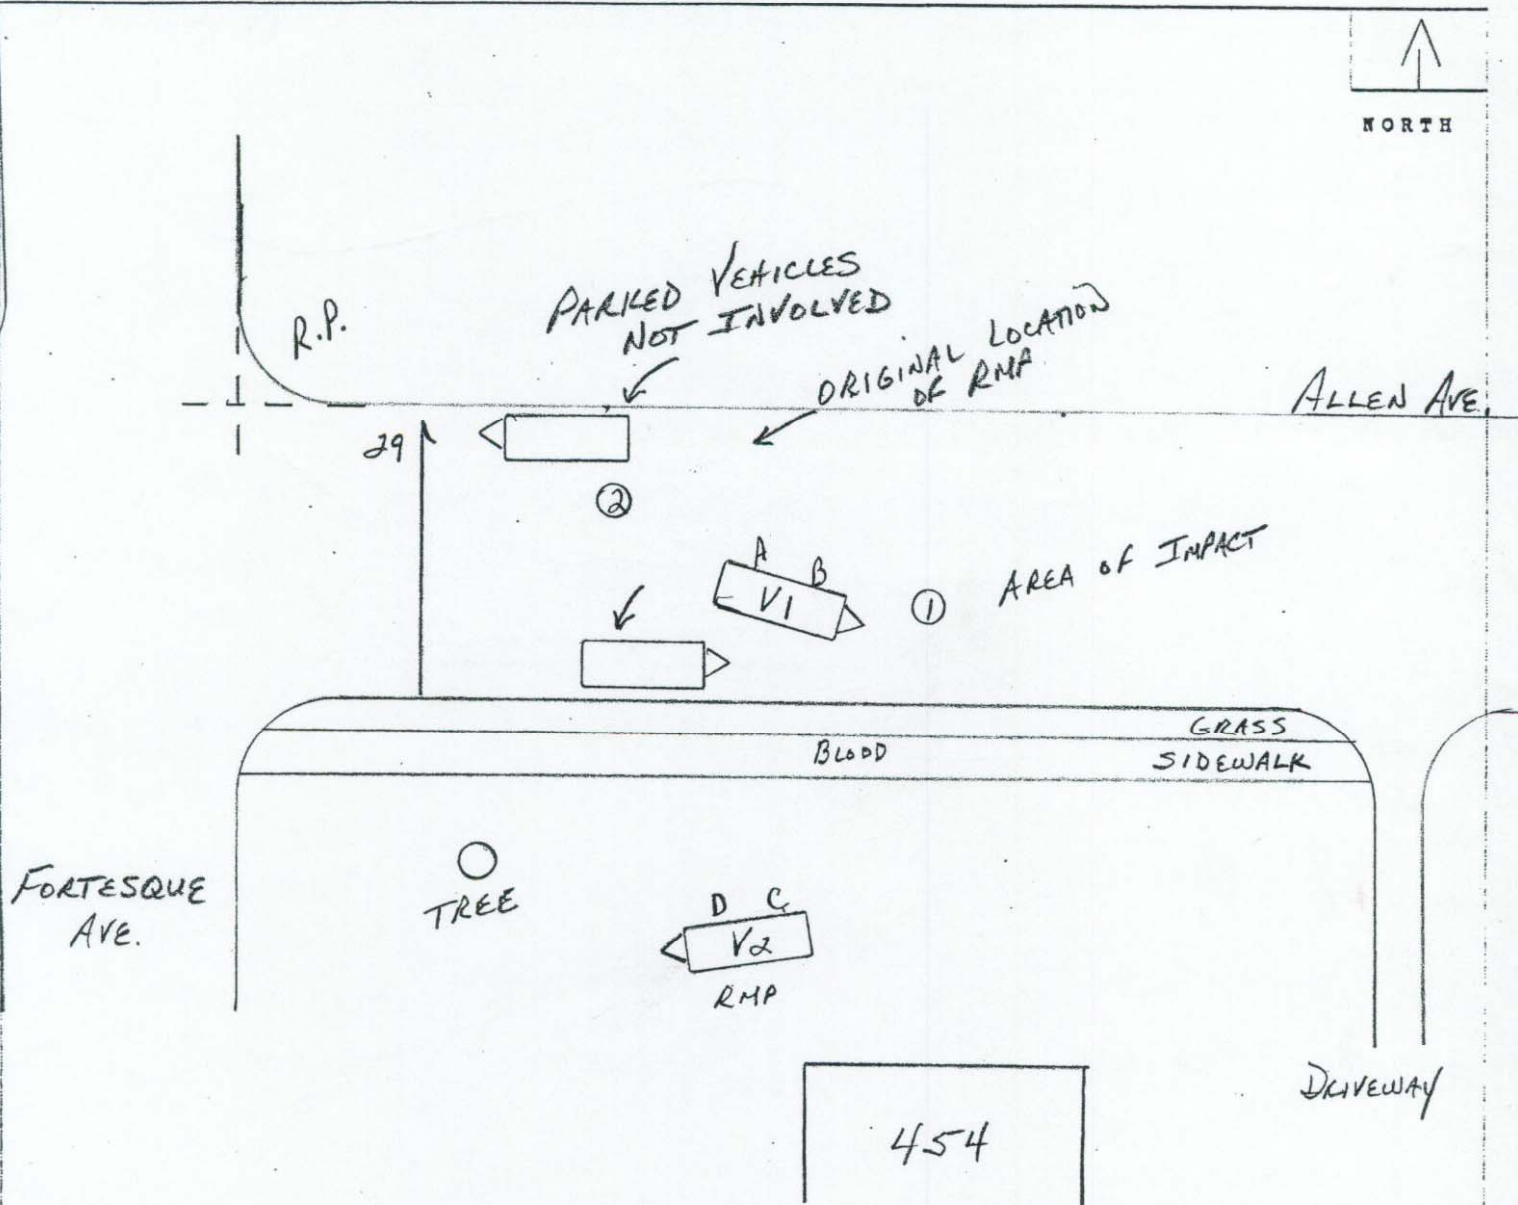 NORTH
R.P.
PARKED VEHICLES
NOT INVOLVED
ORIGINAL LOCATION
OF RMP
ALLEN AVE.
29
2
A
B
V1
1
AREA OF IMPACT
GRASS
BLOOD
SIDEWALK
FORTESQUE
AVE.
TREE
D C
V2
RMP
DRIVEWAY
454